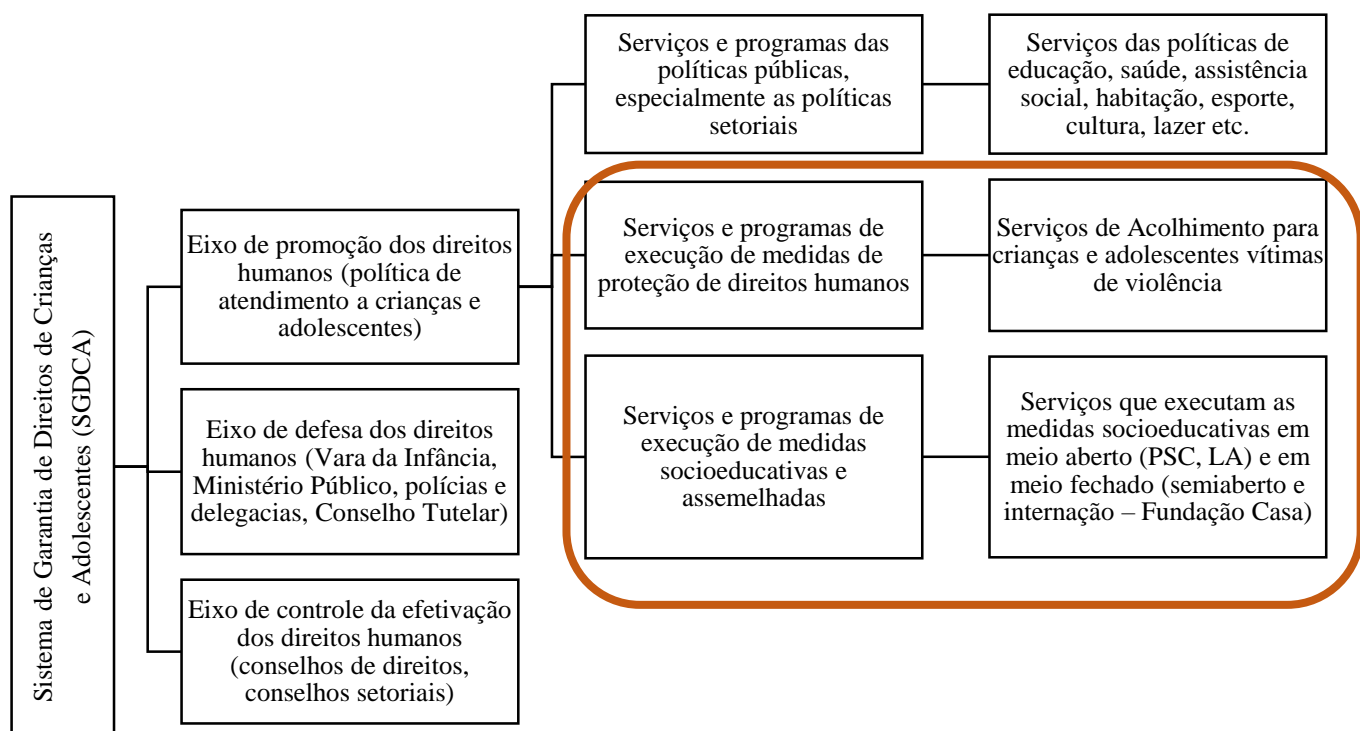 Sistema de Garantia de Direitos de Crianças
e Adolescentes (SGDCA)
Eixo de promoção dos direitos
humanos (política de
atendimento a crianças e
adolescentes)
Serviços e programas das
políticas públicas,
especialmente as políticas
setoriais
Serviços das políticas de
educação, saúde, assistência
social, habitação, esporte,
cultura, lazer etc.
Serviços e programas de
execução de medidas de
proteção de direitos humanos
Serviços de Acolhimento para
crianças e adolescentes vítimas
de violência
Serviços e programas de
execução de medidas
socioeducativas e
assemelhadas
Serviços que executam as
medidas socioeducativas em
meio aberto (PSC, LA) e em
meio fechado (semiaberto e
internação – Fundação Casa)
Eixo de defesa dos direitos
humanos (Vara da Infância,
Ministério Público, polícias e
delegacias, Conselho Tutelar)
Eixo de controle da efetivação
dos direitos humanos
(conselhos de direitos,
conselhos setoriais)